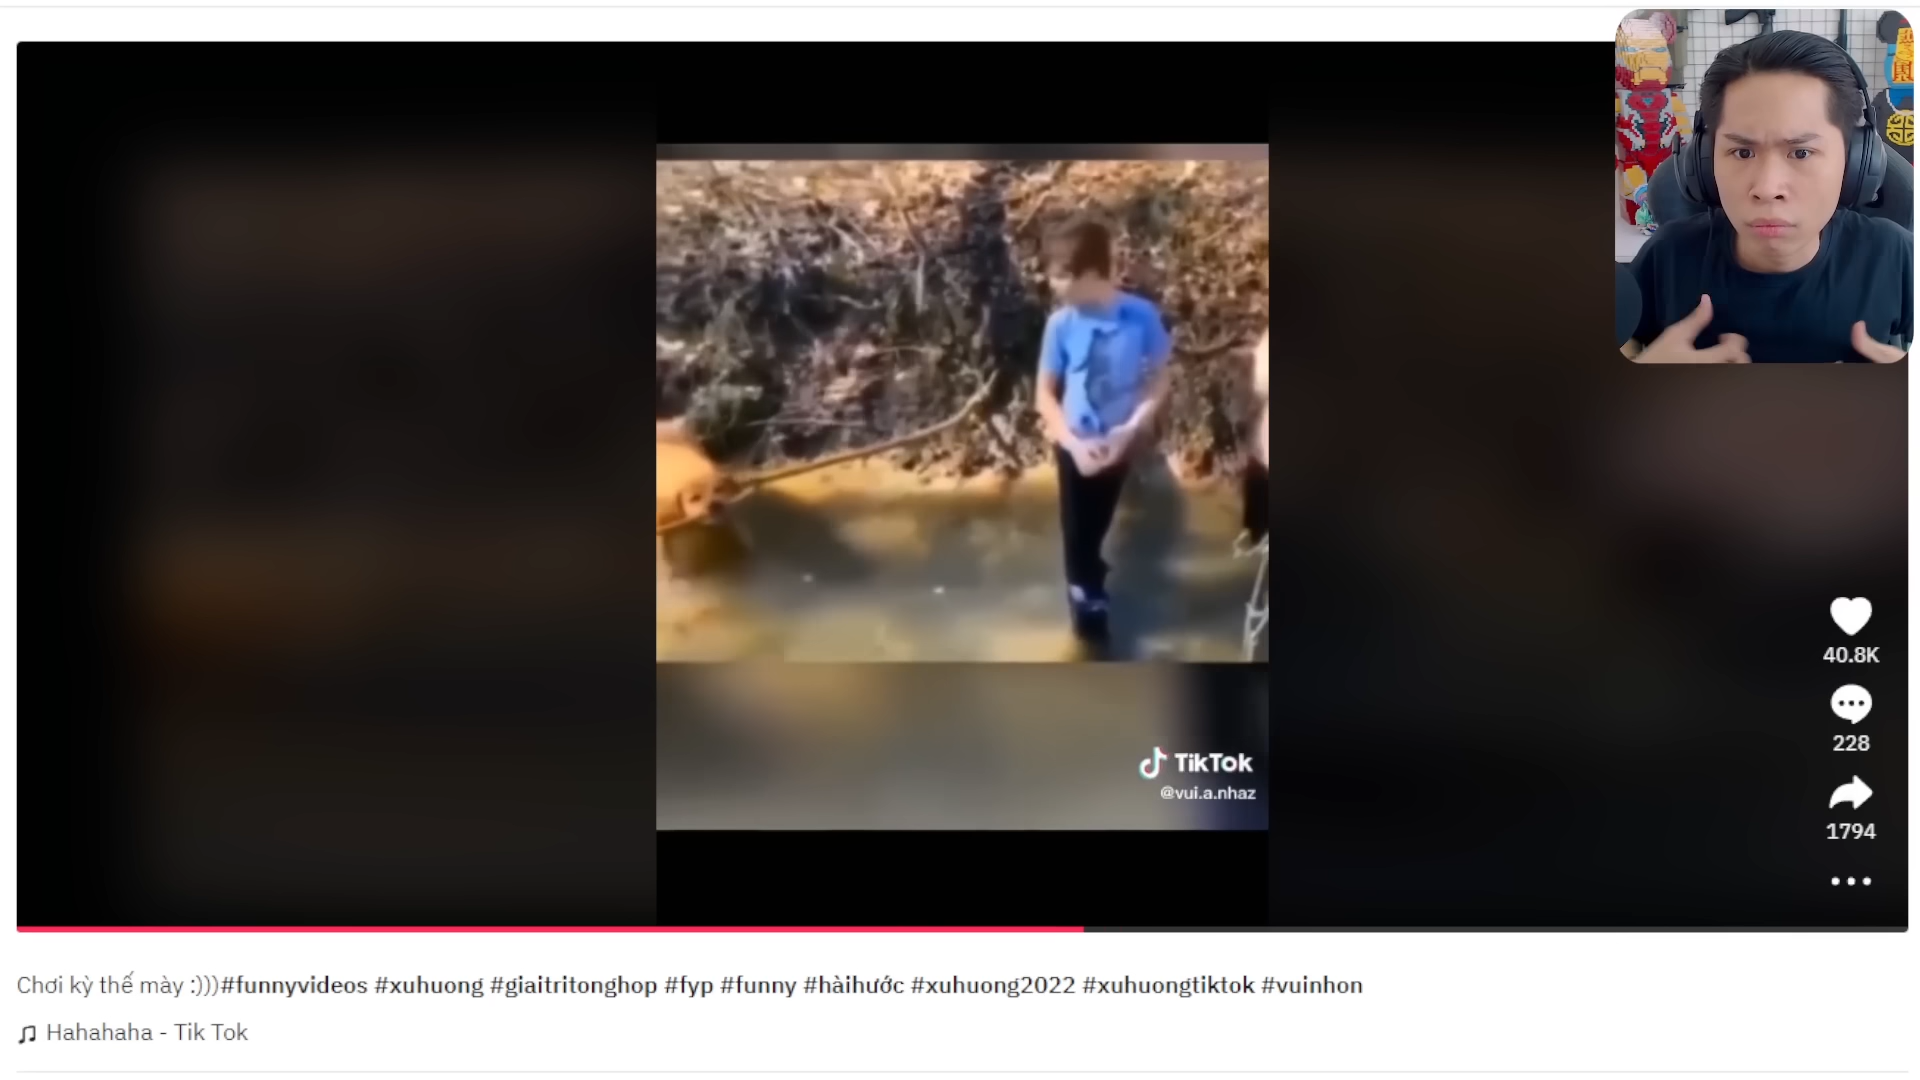 TikTok
@vui.a.nhaz
40.8K
228
1794
Chơi kỳ thế mày :)))#funnyvideos #xuhuong #giaitritonghop #fyp #funny #hàihước #xuhuong2022 #xuhuongtiktok #vuinhon
Hahahaha - Tik Tok